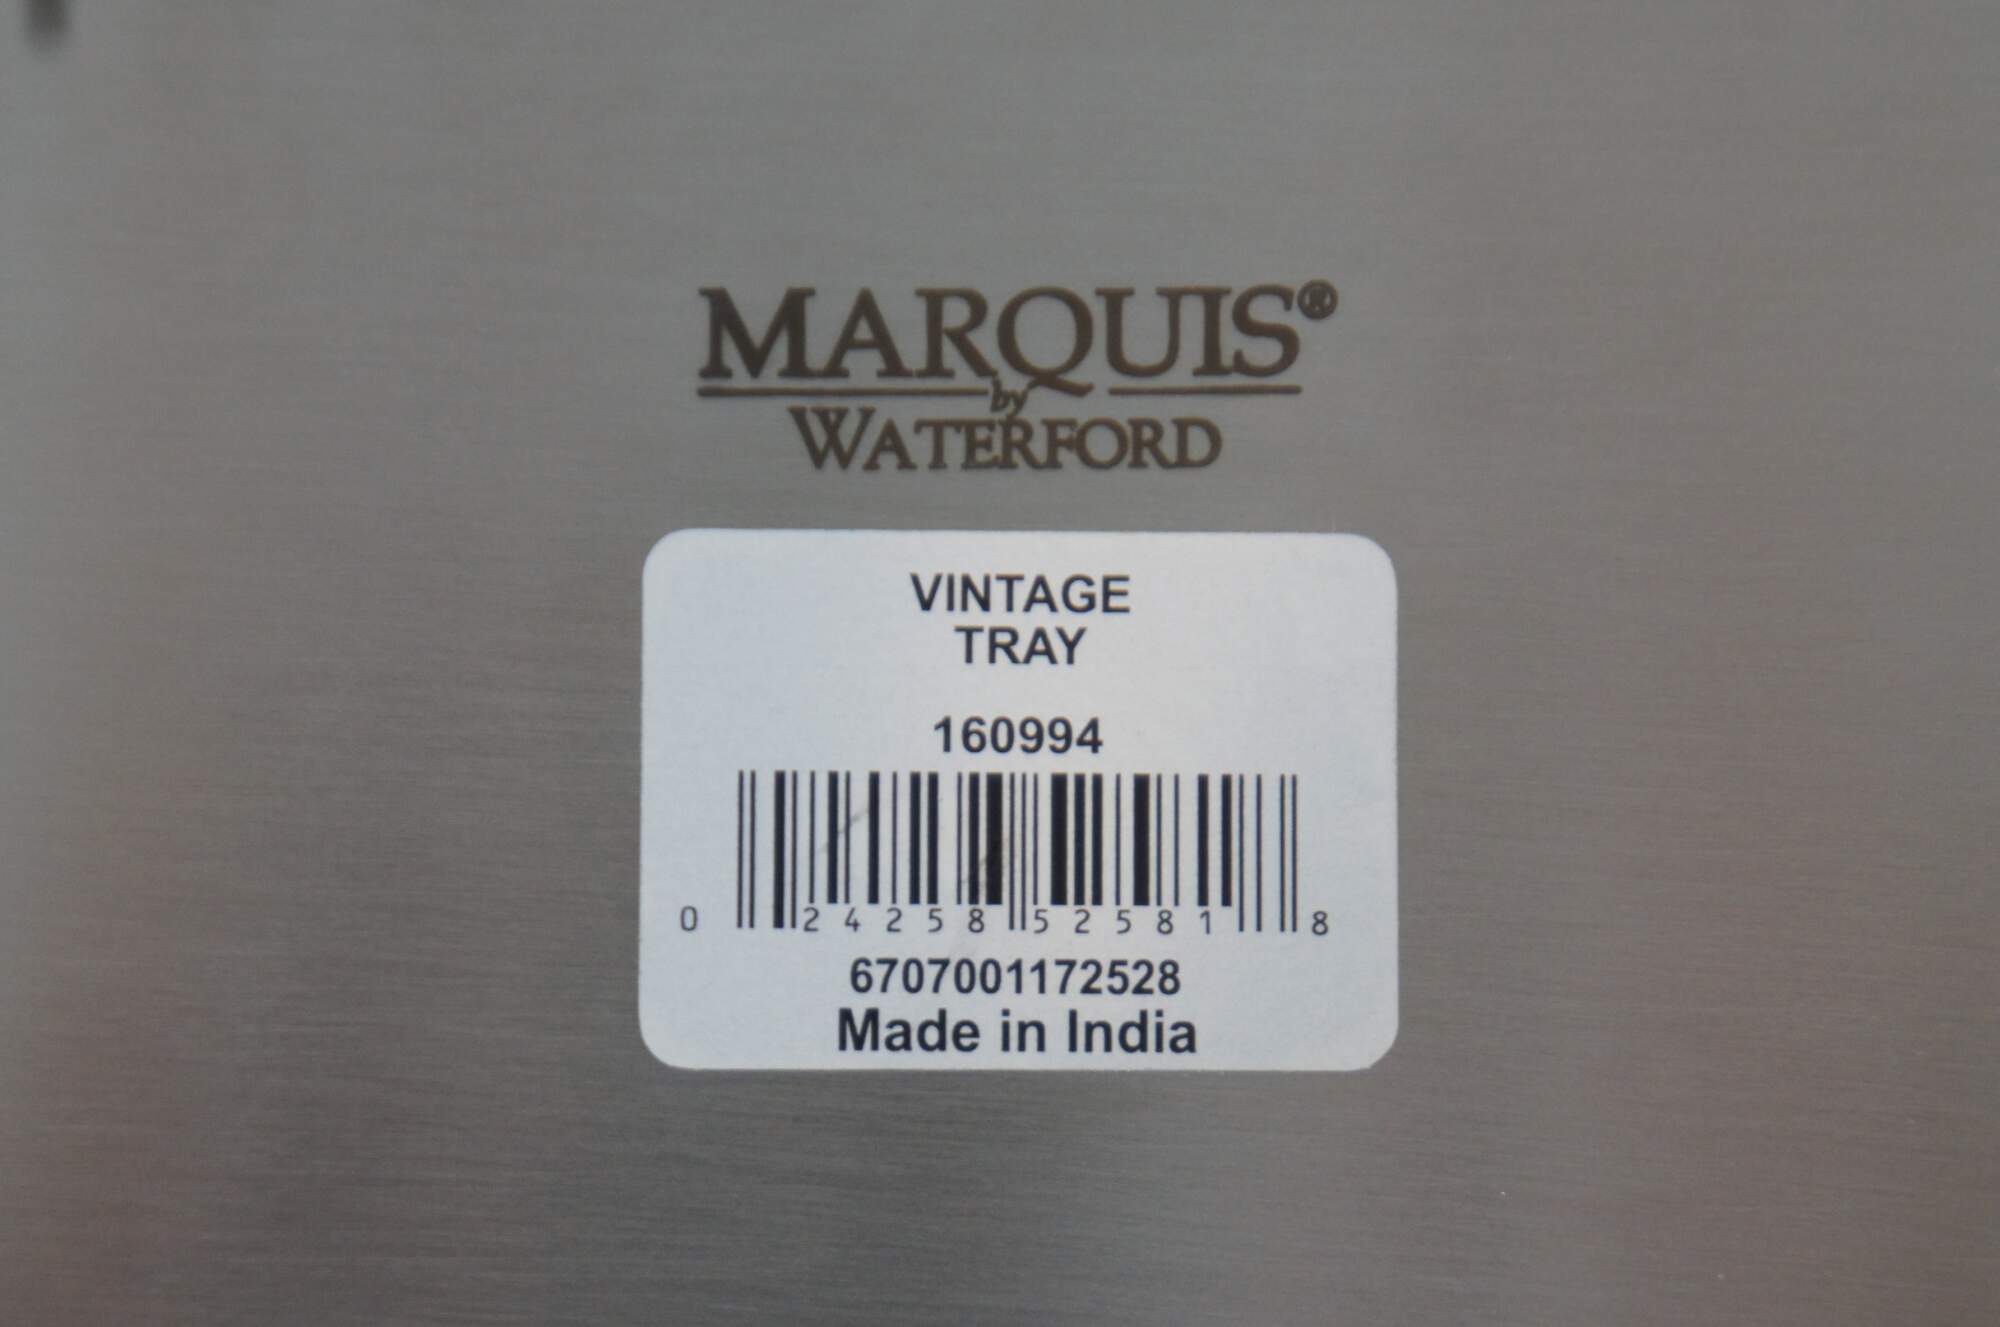 MARQUIS®
by
WATERFORD
VINTAGE
TRAY
160994
0 24258 52581 8
6707001172528
Made in India